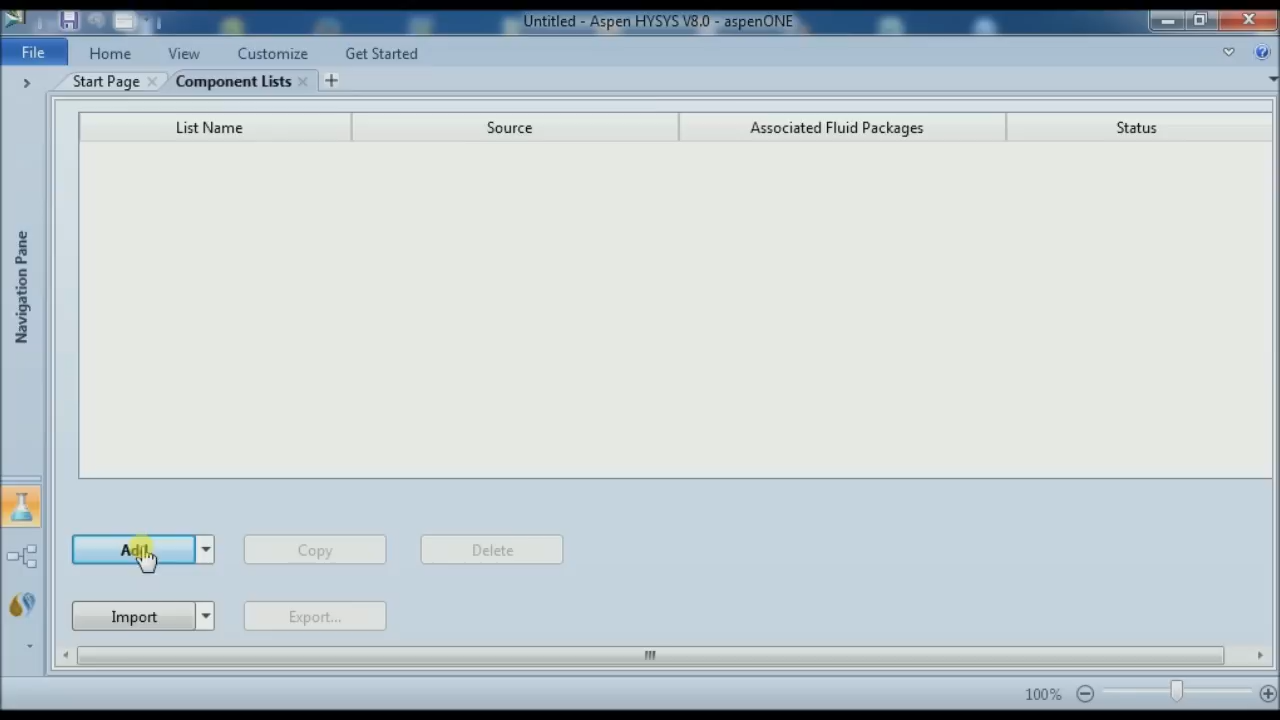 Untitled - Aspen HYSYS V8.0 - aspenONE
File Home View Customize Get Started
Start Page Component Lists
List Name Source Associated Fluid Packages Status
Navigation Pane
Add Copy Delete
Import Export...
100%